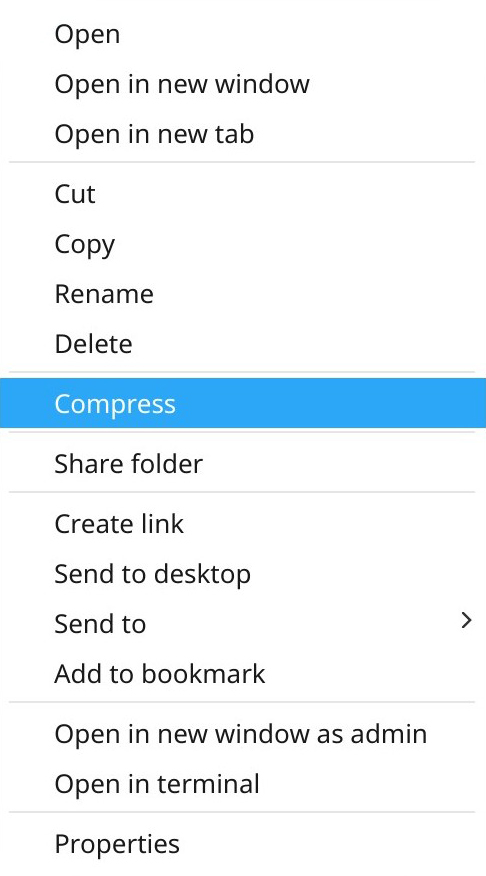 Open
Open in new window
Open in new tab
Cut
Copy
Rename
Delete
Compress
Share folder
Create link
Send to desktop
Send to
Add to bookmark
Open in new window as admin
Open in terminal
Properties